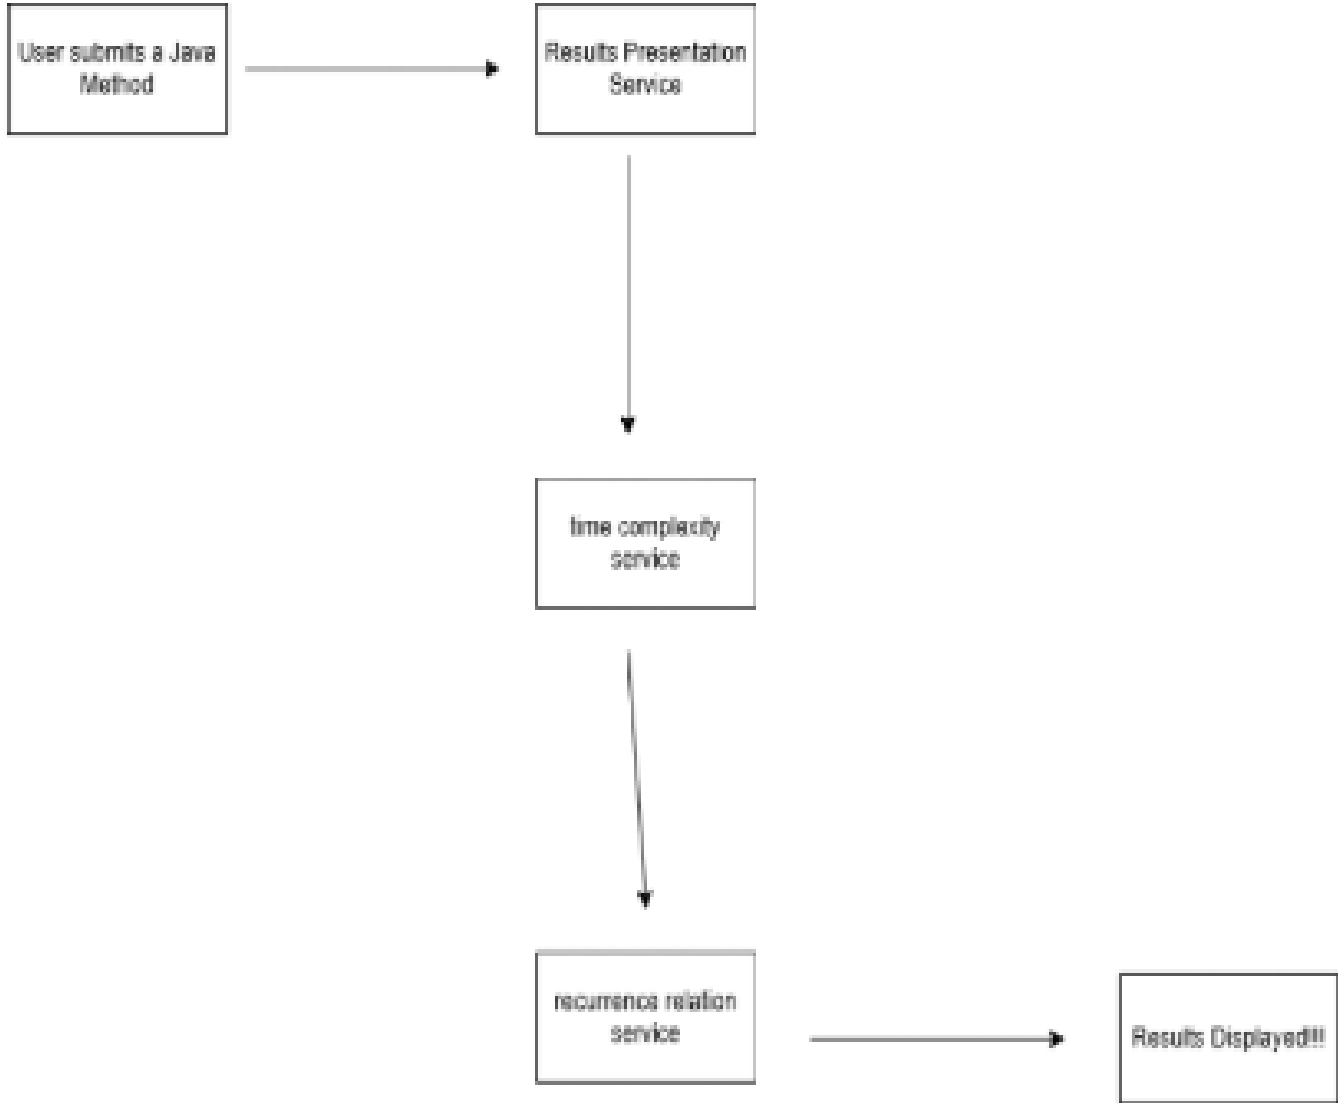 User submits a Java
Method
Results Presentation
Service
time complexity
service
recurrence relation
service
Results Displayed!!!